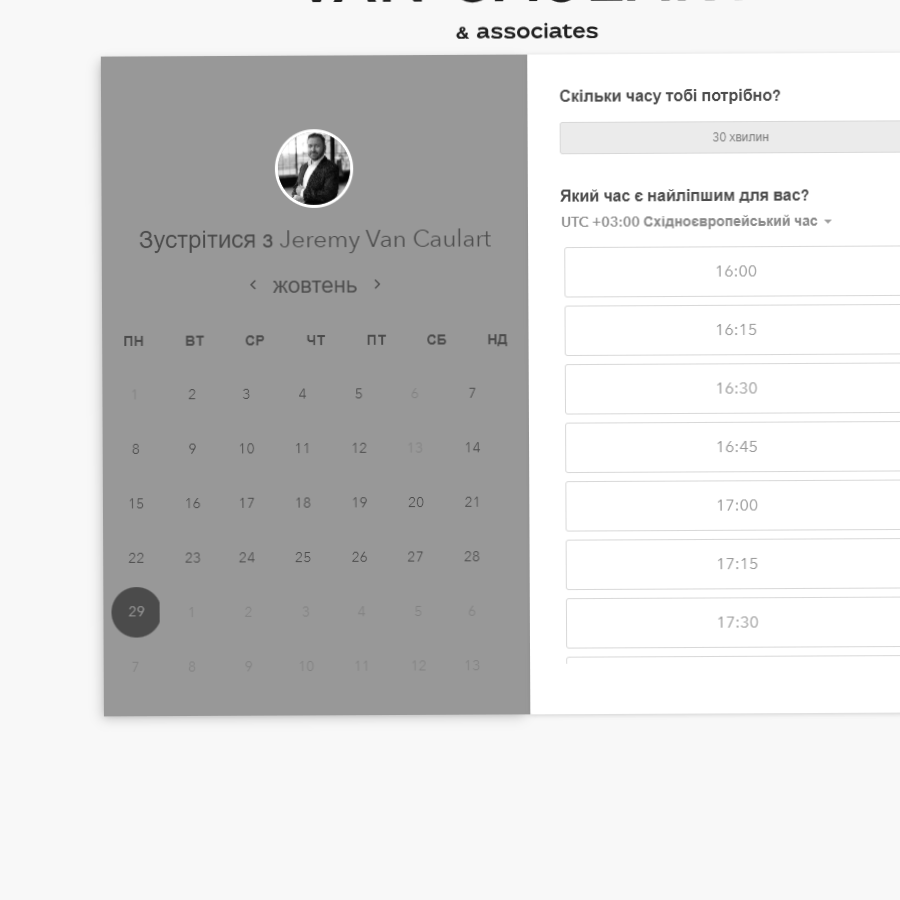 & associates
Зустрітися з Jeremy Van Caulart
жовтень
ПН ВТ СР ЧТ ПТ СБ НД
1 2 3 4 5 6 7
8 9 10 11 12 13 14
15 16 17 18 19 20 21
22 23 24 25 26 27 28
29 1 2 3 4 5 6
7 8 9 10 11 12 13
Скільки часу тобі потрібно?
30 хвилин
Який час є найліпшим для вас?
UTC +03:00 Східноєвропейський час
16:00
16:15
16:30
16:45
17:00
17:15
17:30